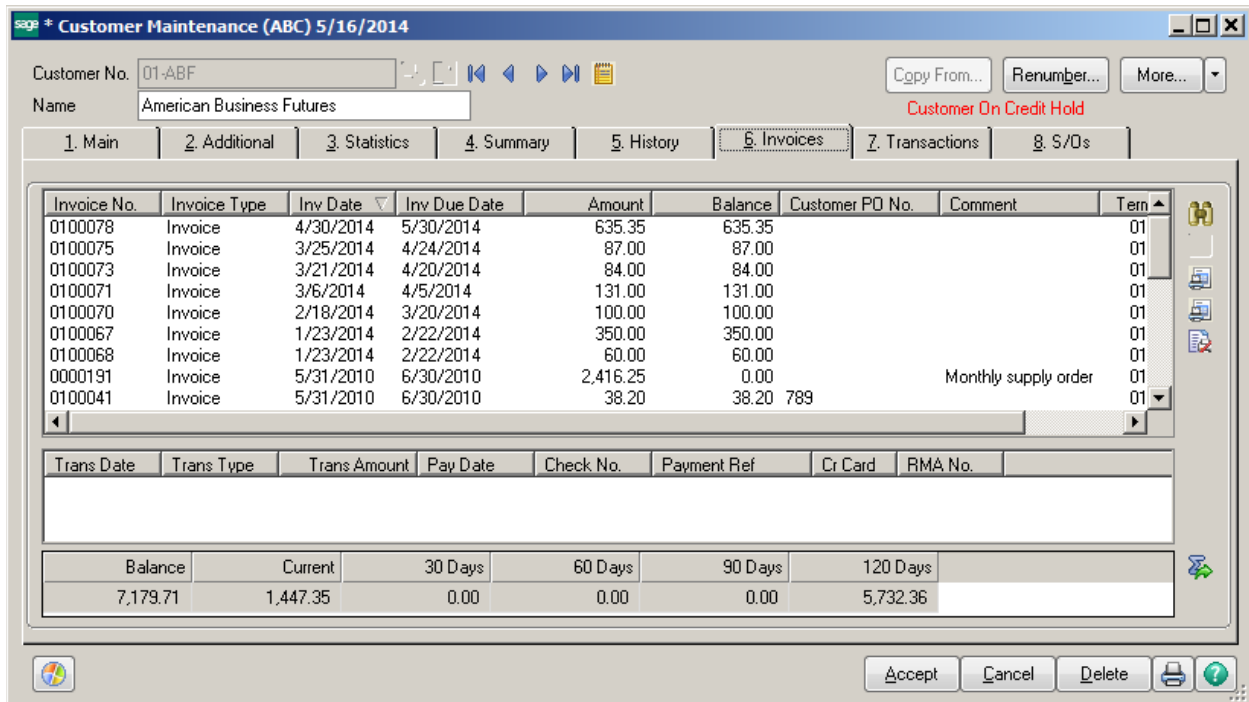 sage * Customer Maintenance (ABC) 5/16/2014
Customer No. 01-ABF Copy From... Renumber... More...
Name American Business Futures Customer On Credit Hold
1. Main 2. Additional 3. Statistics 4. Summary 5. History 6. Invoices 7. Transactions 8. S/Os
Invoice No. Invoice Type Inv Date Inv Due Date Amount Balance Customer PO No. Comment Tern
0100078 Invoice 4/30/2014 5/30/2014 635.35 635.35 01
0100075 Invoice 3/25/2014 4/24/2014 87.00 87.00 01
0100073 Invoice 3/21/2014 4/20/2014 84.00 84.00 01
0100071 Invoice 3/6/2014 4/5/2014 131.00 131.00 01
0100070 Invoice 2/18/2014 3/20/2014 100.00 100.00 01
0100067 Invoice 1/23/2014 2/22/2014 350.00 350.00 01
0100068 Invoice 1/23/2014 2/22/2014 60.00 60.00 01
0000191 Invoice 5/31/2010 6/30/2010 2,416.25 0.00 Monthly supply order 01
0100041 Invoice 5/31/2010 6/30/2010 38.20 38.20 789 01
Trans Date Trans Type Trans Amount Pay Date Check No. Payment Ref Cr Card RMA No.
Balance Current 30 Days 60 Days 90 Days 120 Days
7,179.71 1,447.35 0.00 0.00 0.00 5,732.36
Accept Cancel Delete